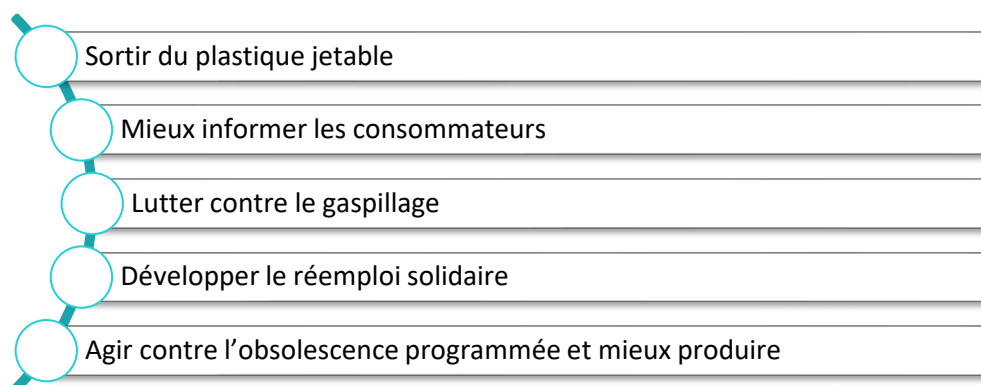 Sortir du plastique jetable
Mieux informer les consommateurs
Lutter contre le gaspillage
Développer le réemploi solidaire
Agir contre l’obsolescence programmée et mieux produire